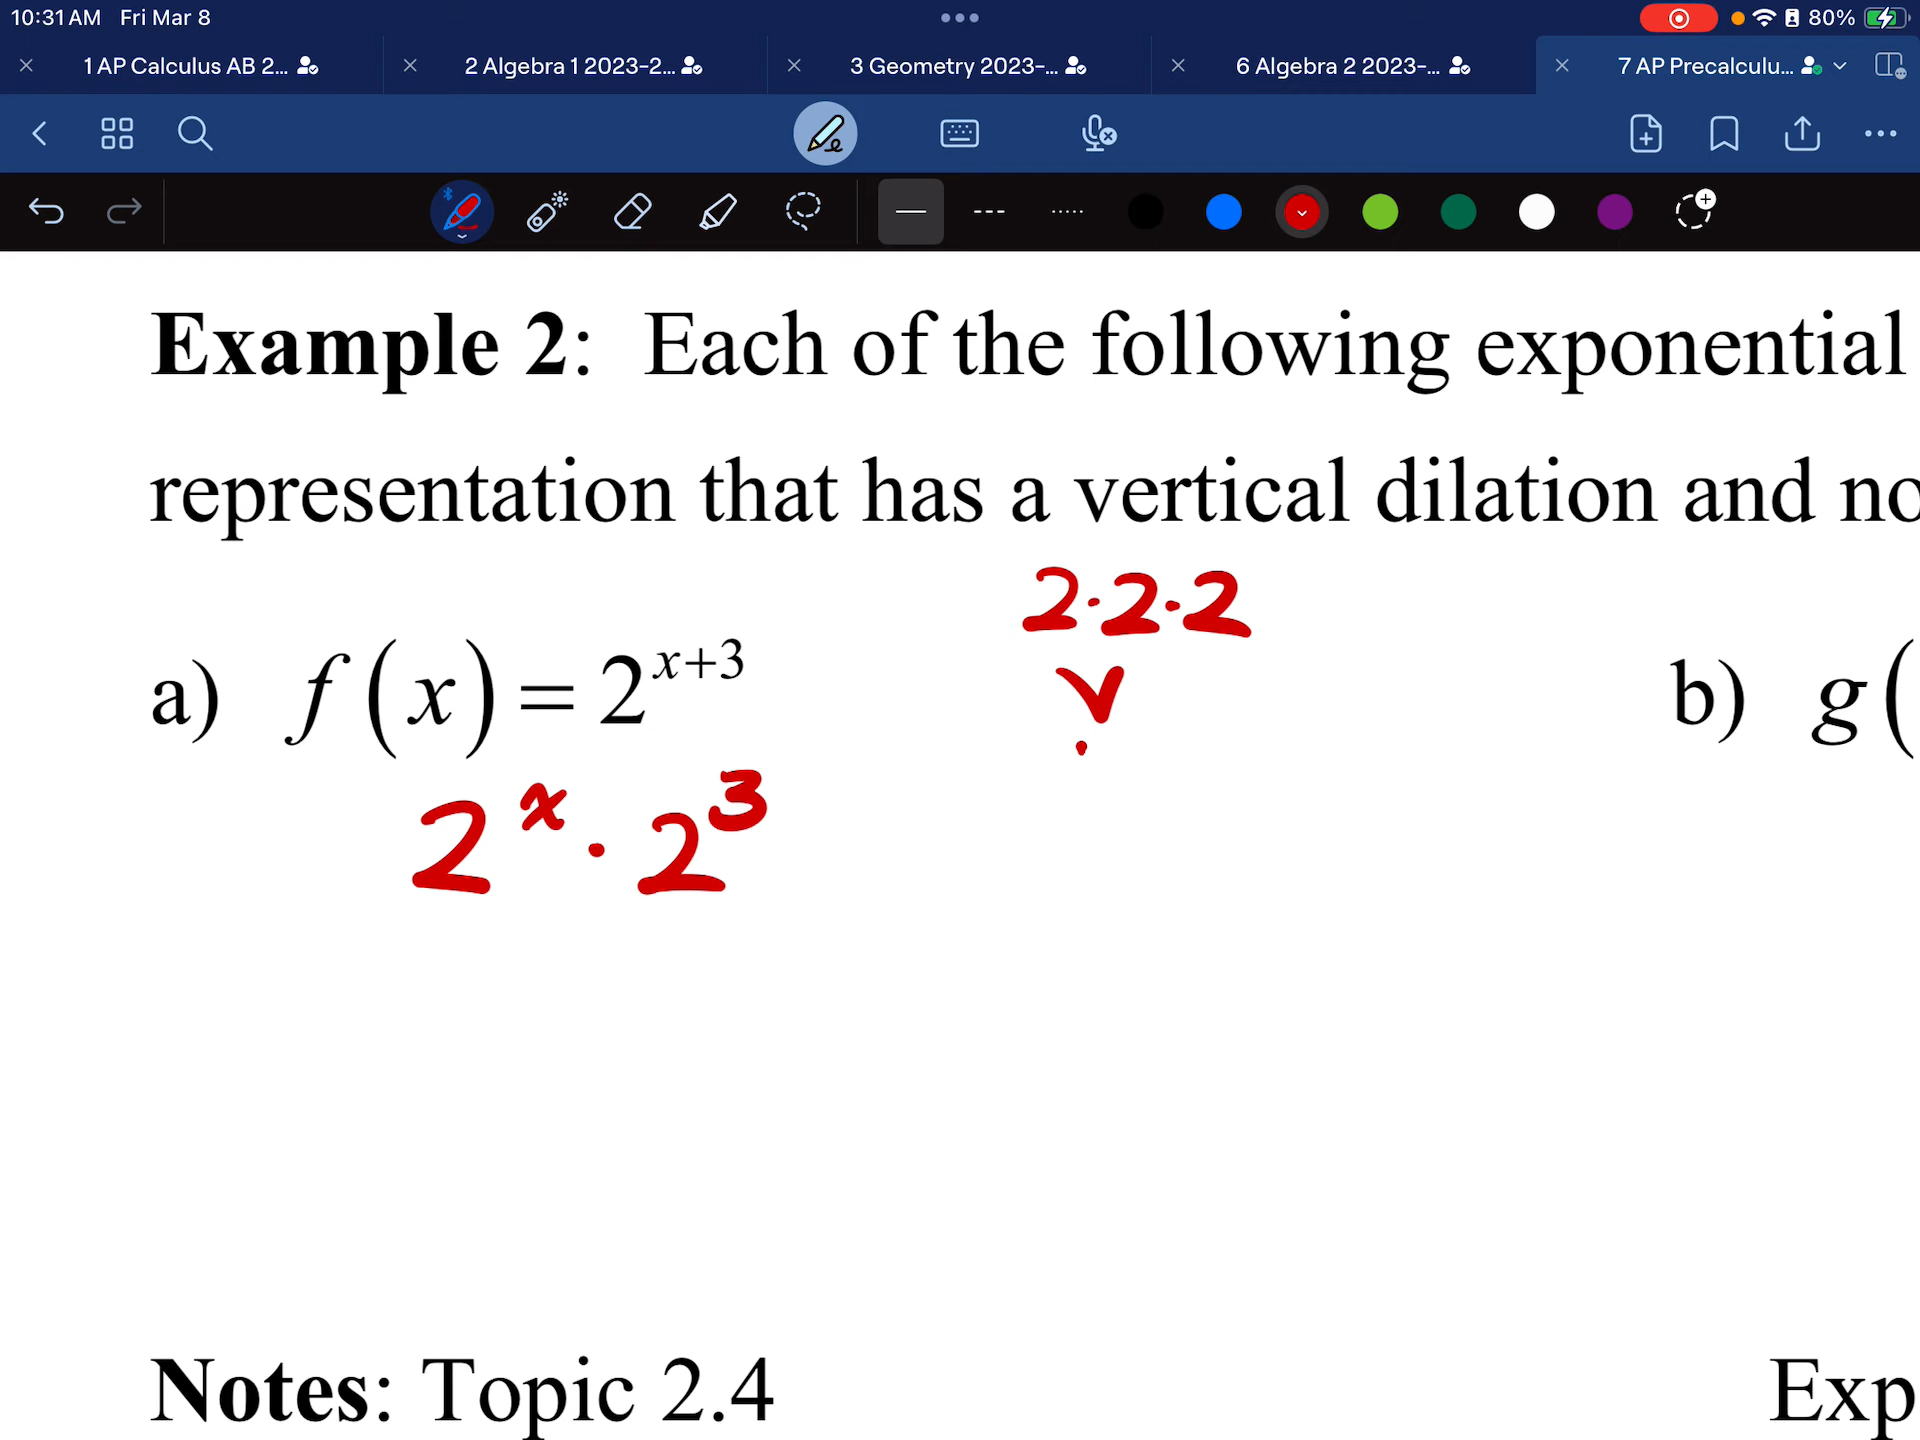 10:31 AM Fri Mar 8 80%
1 AP Calculus AB 2... 2 Algebra 1 2023-2... 3 Geometry 2023-... 6 Algebra 2 2023-... 7 AP Precalculu...
Example 2: Each of the following exponential
representation that has a vertical dilation and no
2·2·2
a) f(x) = 2^{x+3} b) g(
2^x · 2^3
Notes: Topic 2.4 Exp